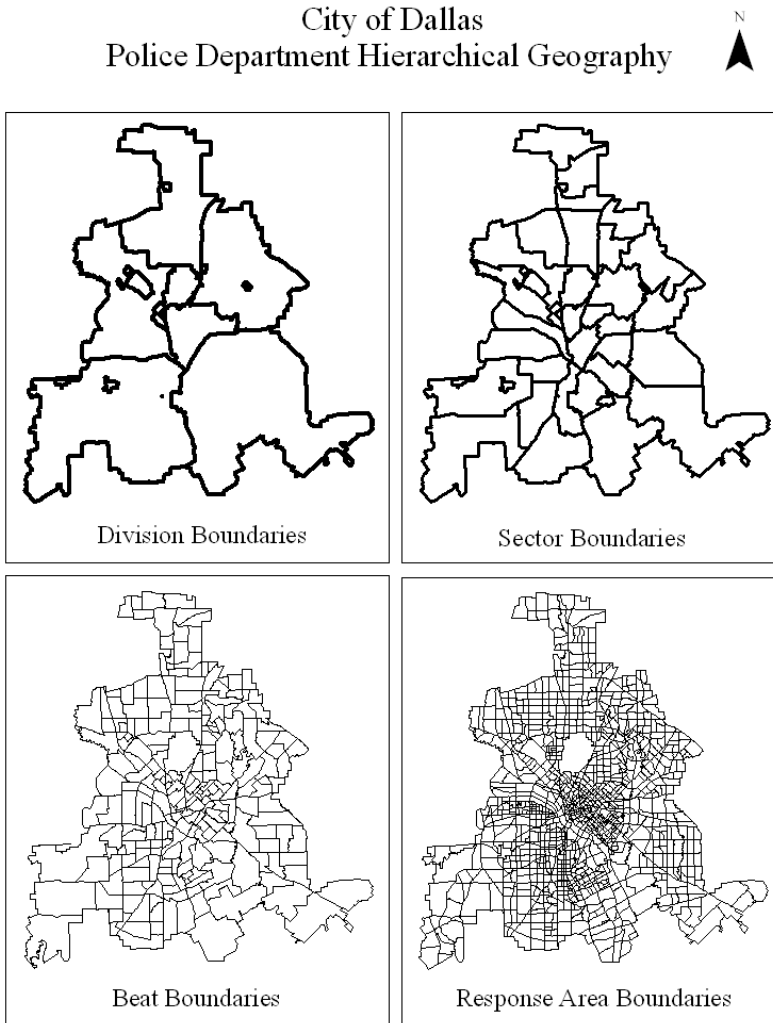 City of Dallas
Police Department Hierarchical Geography
N
Division Boundaries
Sector Boundaries
Beat Boundaries
Response Area Boundaries